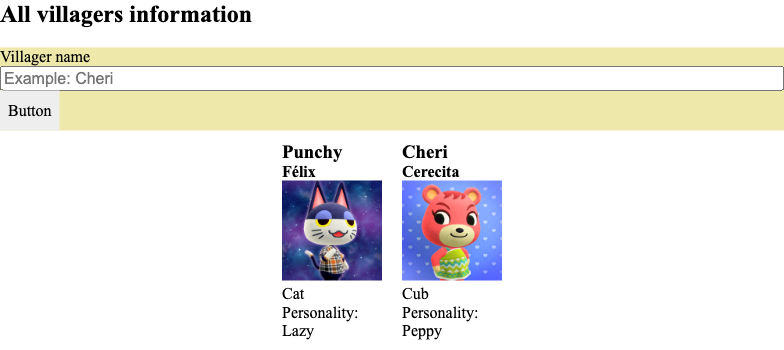 All villagers information
Villager name
Example: Cheri
Button
Punchy
Félix
Cat
Personality:
Lazy
Cheri
Cerecita
Cub
Personality:
Peppy